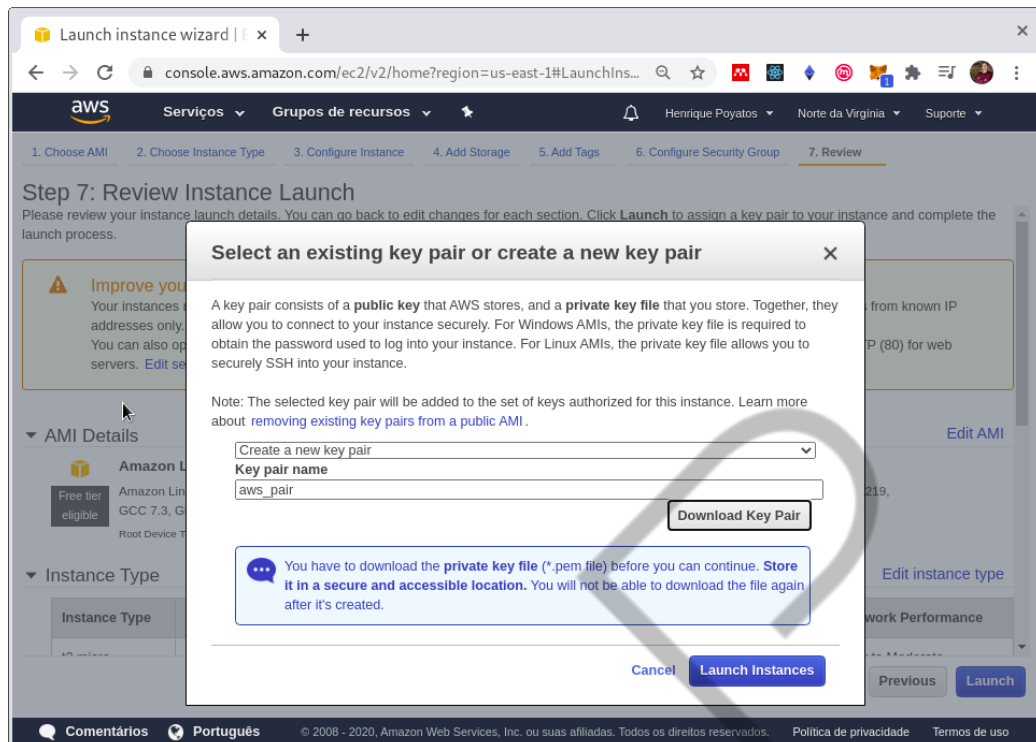 Launch instance wizard | E
console.aws.amazon.com/ec2/v2/home?region=us-east-1#LaunchIns...
1
aws Serviços Grupos de recursos Henrique Poyatos Norte da Virgínia Suporte
1. Choose AMI 2. Choose Instance Type 3. Configure Instance 4. Add Storage 5. Add Tags 6. Configure Security Group 7. Review
Step 7: Review Instance Launch
Please review your instance launch details. You can go back to edit changes for each section. Click Launch to assign a key pair to your instance and complete the
launch process.
Improve you
Your instances
addresses only.
You can also op
servers. Edit se
s from known IP
TP (80) for web
Select an existing key pair or create a new key pair
A key pair consists of a public key that AWS stores, and a private key file that you store. Together, they
allow you to connect to your instance securely. For Windows AMIs, the private key file is required to
obtain the password used to log into your instance. For Linux AMIs, the private key file allows you to
securely SSH into your instance.
Note: The selected key pair will be added to the set of keys authorized for this instance. Learn more
about removing existing key pairs from a public AMI .
Create a new key pair
Key pair name
aws_pair
Download Key Pair
You have to download the private key file (*.pem file) before you can continue. Store
it in a secure and accessible location. You will not be able to download the file again
after it's created.
Cancel Launch Instances
AMI Details Edit AMI
Amazon L
Free tier
eligible
Amazon Lin 219,
GCC 7.3, G
Root Device T
Instance Type Edit instance type
Instance Type work Performance
Previous Launch
Comentários Português © 2008 - 2020, Amazon Web Services, Inc. ou suas afiliadas. Todos os direitos reservados. Política de privacidade Termos de uso